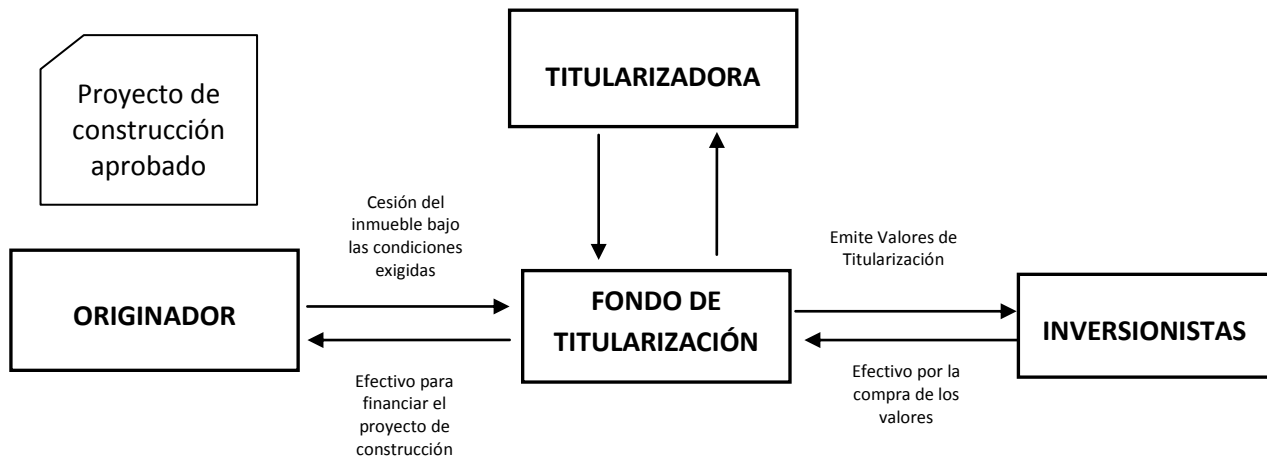 Proyecto de
construcción
aprobado
TITULARIZADORA
Cesión del
inmueble bajo
las condiciones
exigidas
Emite Valores de
Titularización
ORIGINADOR
FONDO DE
TITULARIZACIÓN
INVERSIONISTAS
Efectivo para
financiar el
proyecto de
construcción
Efectivo por la
compra de los
valores